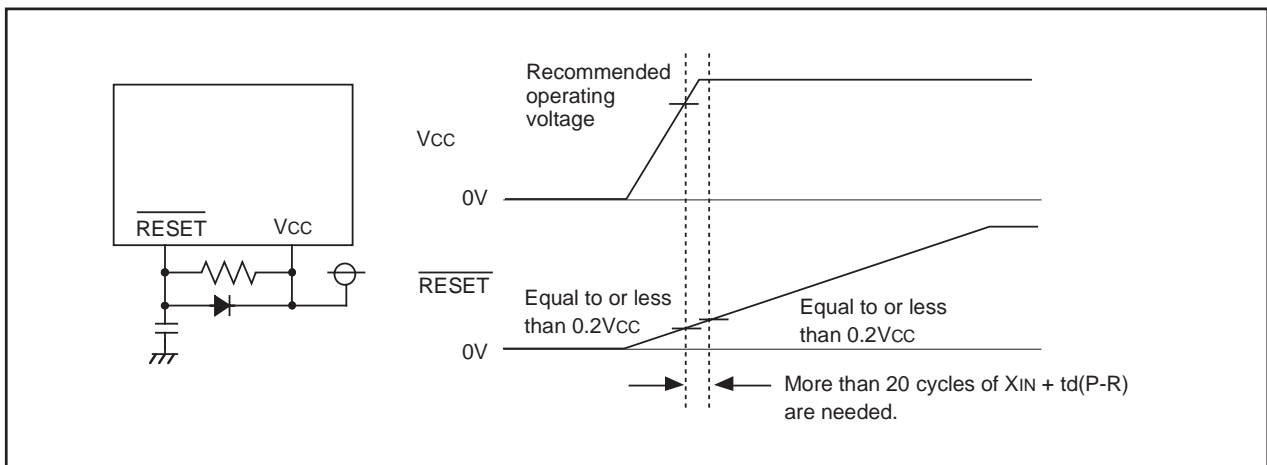 RESET
VCC
Recommended
operating
voltage
VCC
0V
RESET
Equal to or less
than 0.2VCC
0V
Equal to or less
than 0.2VCC
More than 20 cycles of XIN + td(P-R)
are needed.